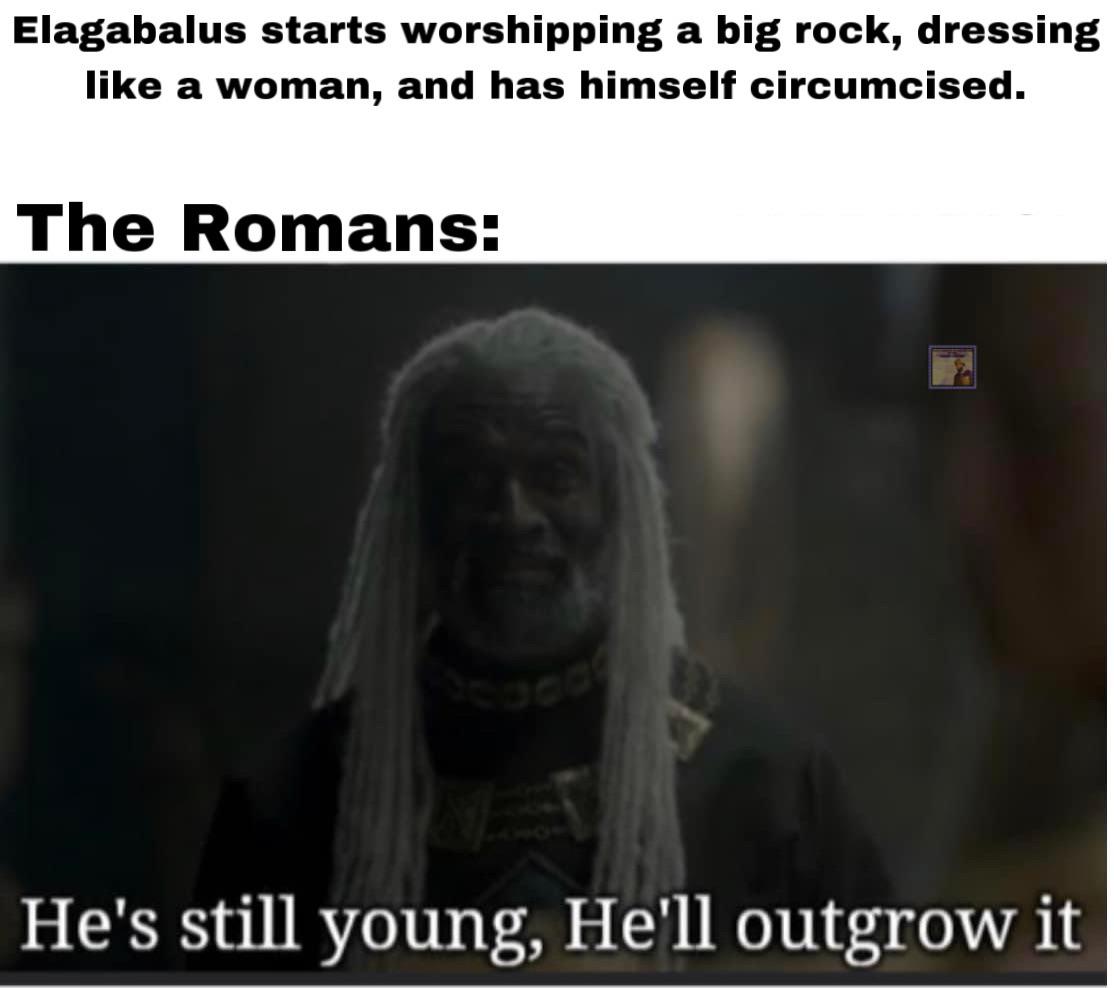 Elagabalus starts worshipping a big rock, dressing
like a woman, and has himself circumcised.
The Romans:
He's still young, He'll outgrow it